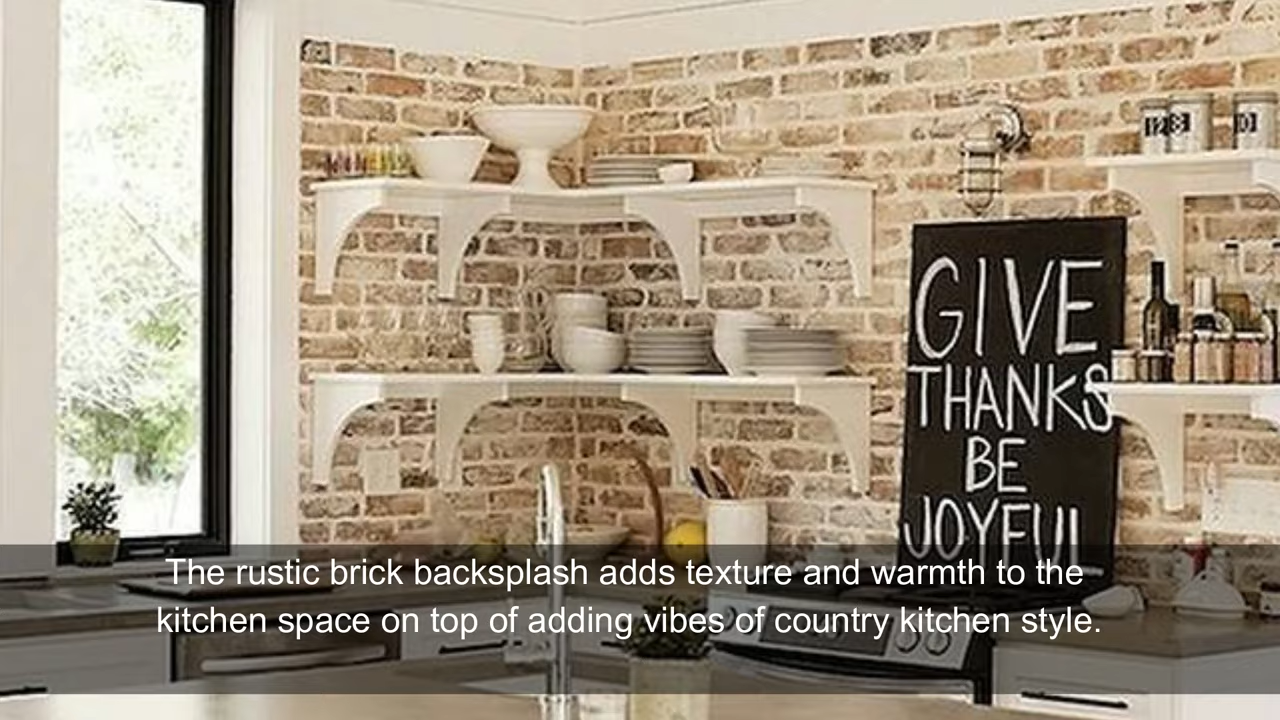 GIVE
THANKS
BE
JOYFUL
The rustic brick backsplash adds texture and warmth to the
kitchen space on top of adding vibes of country kitchen style.